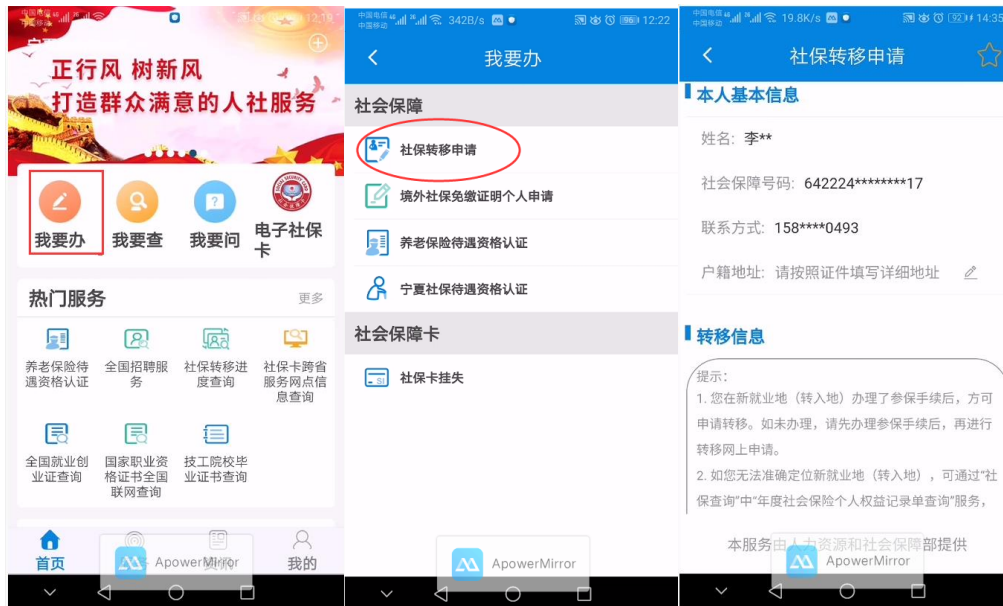 正行风 树新风
打造群众满意的人社服务
我要办
我要查
我要问
电子社保
卡
热门服务
更多
养老保险待
遇资格认证
全国招聘服
务
社保转移进
度查询
社保卡跨省
服务网点信
息查询
全国就业创
业证查询
国家职业资
格证书全国
联网查询
技工院校毕
业证书查询
首页
我的
ApowerMirror
中国电信
中国移动
342B/s
96
12:22
我要办
社会保障
社保转移申请
境外社保免缴证明个人申请
养老保险待遇资格认证
宁夏社保待遇资格认证
社会保障卡
社保卡挂失
ApowerMirror
中国电信
中国移动
19.8K/s
92
14:35
社保转移申请
本人基本信息
姓名: 李**
社会保障号码: 642224********17
联系方式: 158****0493
户籍地址: 请按照证件填写详细地址
转移信息
提示:
1. 您在新就业地（转入地）办理了参保手续后，方可
申请转移。如未办理，请先办理参保手续后，再进行
转移网上申请。
2. 如您无法准确定位新就业地（转入地），可通过“社
保查询”中“年度社会保险个人权益记录单查询”服务，
本服务由人力资源和社会保障部提供
ApowerMirror